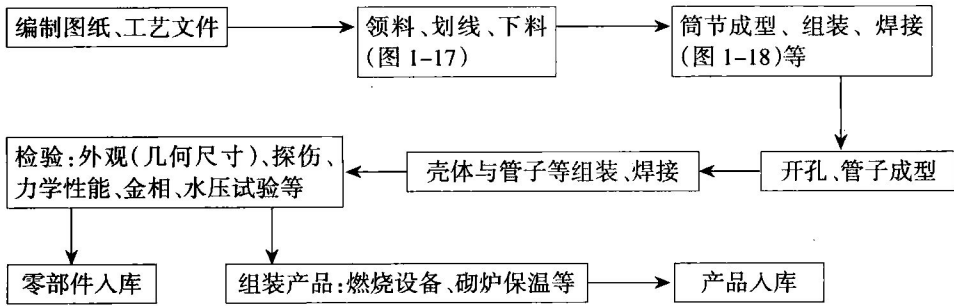 编制图纸、工艺文件
领料、划线、下料
(图1-17)
筒节成型、组装、焊接
(图1-18)等
开孔、管子成型
壳体与管子等组装、焊接
检验:外观(几何尺寸)、探伤、
力学性能、金相、水压试验等
零部件入库
组装产品:燃烧设备、砌炉保温等
产品入库